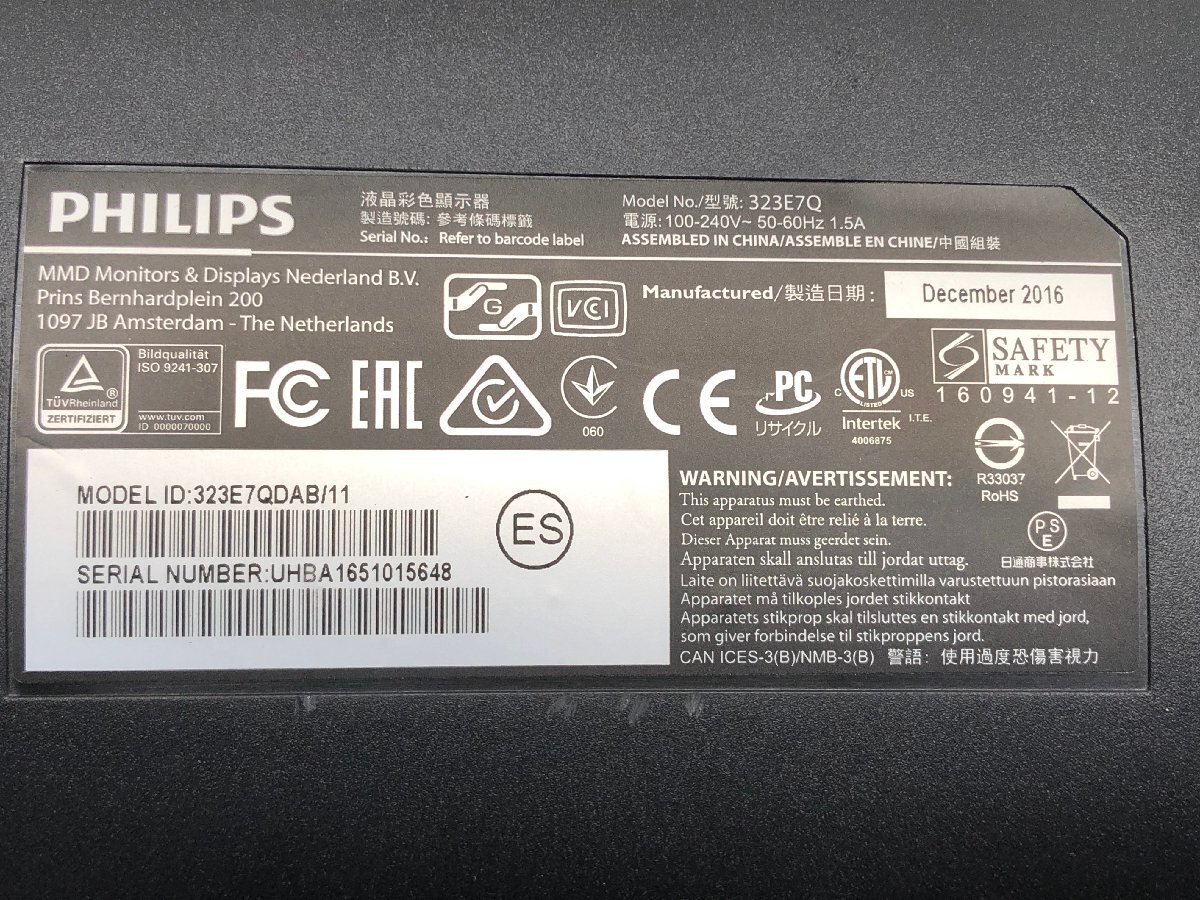 PHILIPS
液晶彩色顯示器
製造號碼: 參考條碼標籤
Serial No.: Refer to barcode label
Model No./型號: 323E7Q
電源: 100-240V~ 50-60Hz 1.5A
ASSEMBLED IN CHINA/ASSEMBLE EN CHINE/中國組裝
MMD Monitors & Displays Nederland B.V.
Prins Bernhardplein 200
1097 JB Amsterdam - The Netherlands
G
VCCI
Manufactured/製造日期:
December 2016
TÜVRheinland®
ZERTIFIZIERT
Bildqualität
ISO 9241-307
www.tuv.com
ID 0000070000
FC
EAC
060
CE
PC
リサイクル
C ETL CM US
LISTED
Intertek
4006875
I.T.E.
SAFETY
MARK
160941-12
R33037
RoHS
MODEL ID:323E7QDAB/11
SERIAL NUMBER:UHBA1651015648
ES
WARNING/AVERTISSEMENT:
This apparatus must be earthed.
Cet appareil doit être relié à la terre.
Dieser Apparat muss geerdet sein.
Apparaten skall anslutas till jordat uttag.
Laite on liitettävä suojakoskettimilla varustettuun pistorasiaan
Apparatet må tilkoples jordet stikkontakt
Apparatets stikprop skal tilsluttes en stikkontakt med jord,
som giver forbindelse til stikproppens jord.
CAN ICES-3(B)/NMB-3(B) 警語: 使用過度恐傷害視力
PS
E
日通商事株式会社